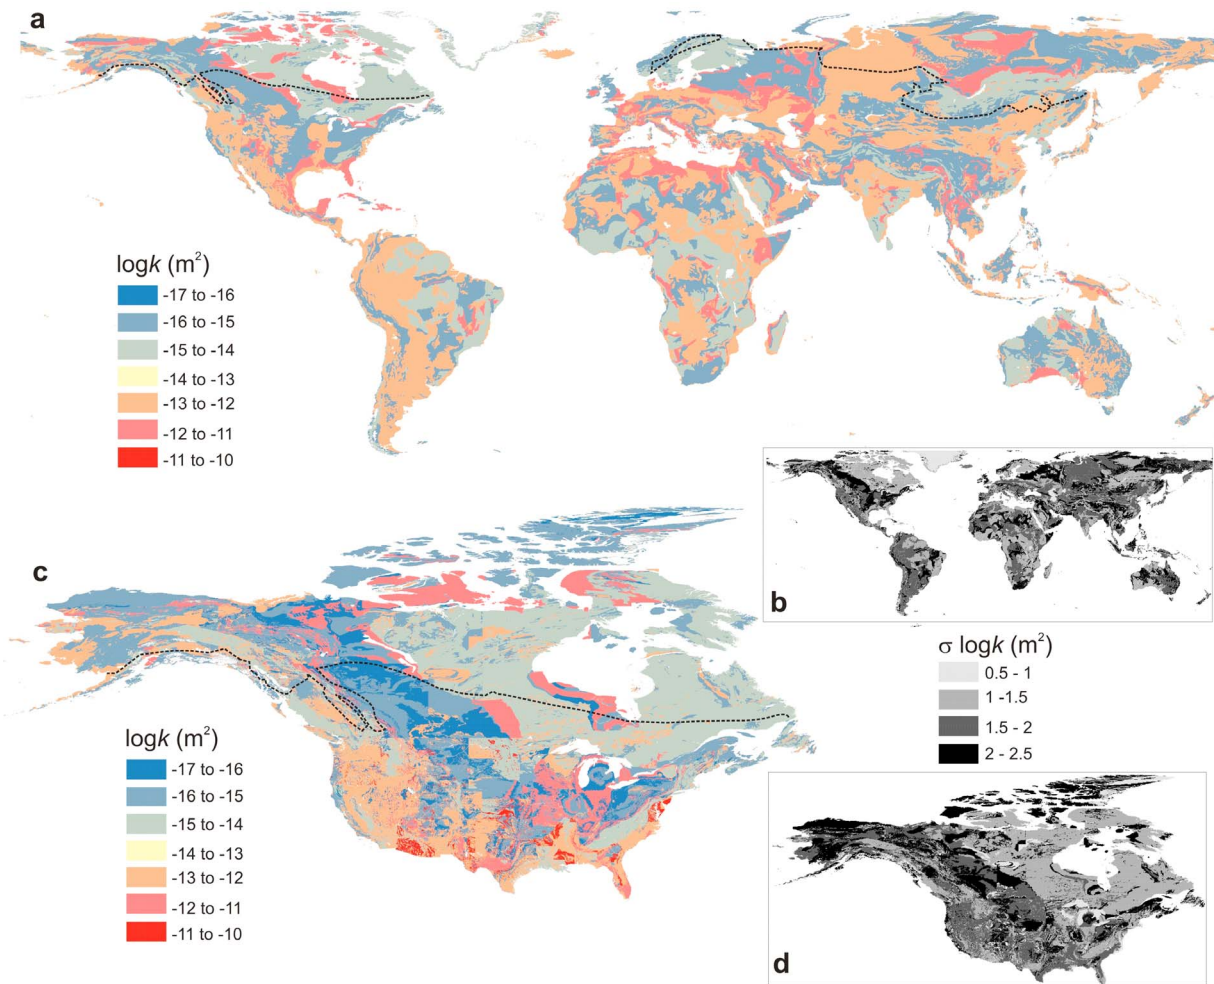 a
logk (m²)
-17 to -16
-16 to -15
-15 to -14
-14 to -13
-13 to -12
-12 to -11
-11 to -10
b
c
σ logk (m²)
0.5 - 1
1 -1.5
1.5 - 2
2 - 2.5
logk (m²)
-17 to -16
-16 to -15
-15 to -14
-14 to -13
-13 to -12
-12 to -11
-11 to -10
d